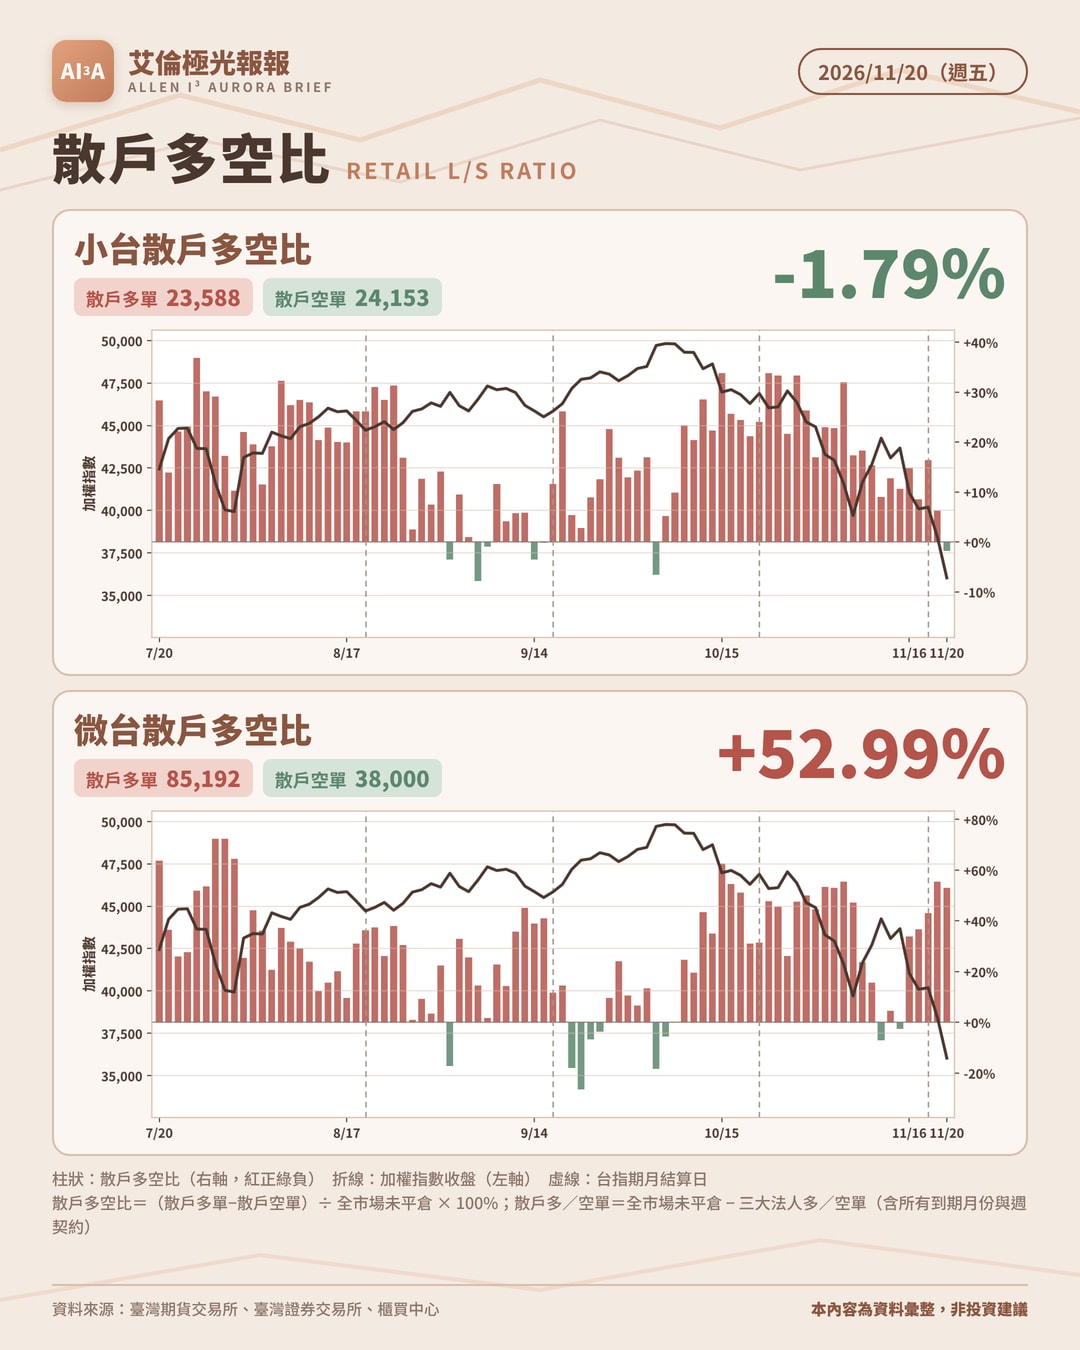 AI³A
艾倫極光報報
ALLEN I³ AURORA BRIEF
2026/11/20（週五）
散戶多空比 RETAIL L/S RATIO
小台散戶多空比
-1.79%
散戶多單 23,588 散戶空單 24,153
50,000
47,500
45,000
42,500
40,000
37,500
35,000
加權指數
+40%
+30%
+20%
+10%
+0%
-10%
7/20 8/17 9/14 10/15 11/16 11/20
微台散戶多空比
+52.99%
散戶多單 85,192 散戶空單 38,000
50,000
47,500
45,000
42,500
40,000
37,500
35,000
加權指數
+80%
+60%
+40%
+20%
+0%
-20%
7/20 8/17 9/14 10/15 11/16 11/20
柱狀：散戶多空比（右軸，紅正綠負） 折線：加權指數收盤（左軸） 虛線：台指期月結算日
散戶多空比＝（散戶多單−散戶空單）÷ 全市場未平倉 × 100%；散戶多／空單＝全市場未平倉 − 三大法人多／空單（含所有到期月份與週
契約）
資料來源：臺灣期貨交易所、臺灣證券交易所、櫃買中心
本內容為資料彙整，非投資建議